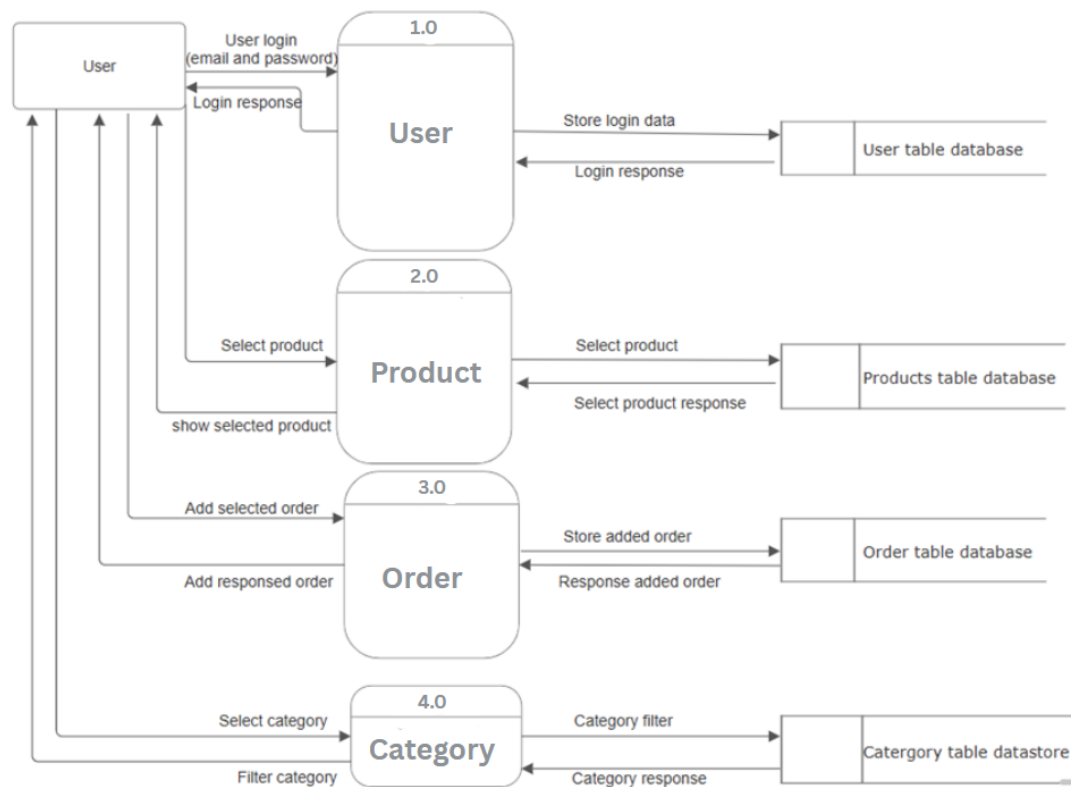 User
User login
(email and password)
Login response
1.0
User
Store login data
Login response
User table database
2.0
Product
Select product
show selected product
Select product
Select product response
Products table database
3.0
Order
Add selected order
Add responsed order
Store added order
Response added order
Order table database
4.0
Category
Select category
Filter category
Category filter
Category response
Catergory table datastore